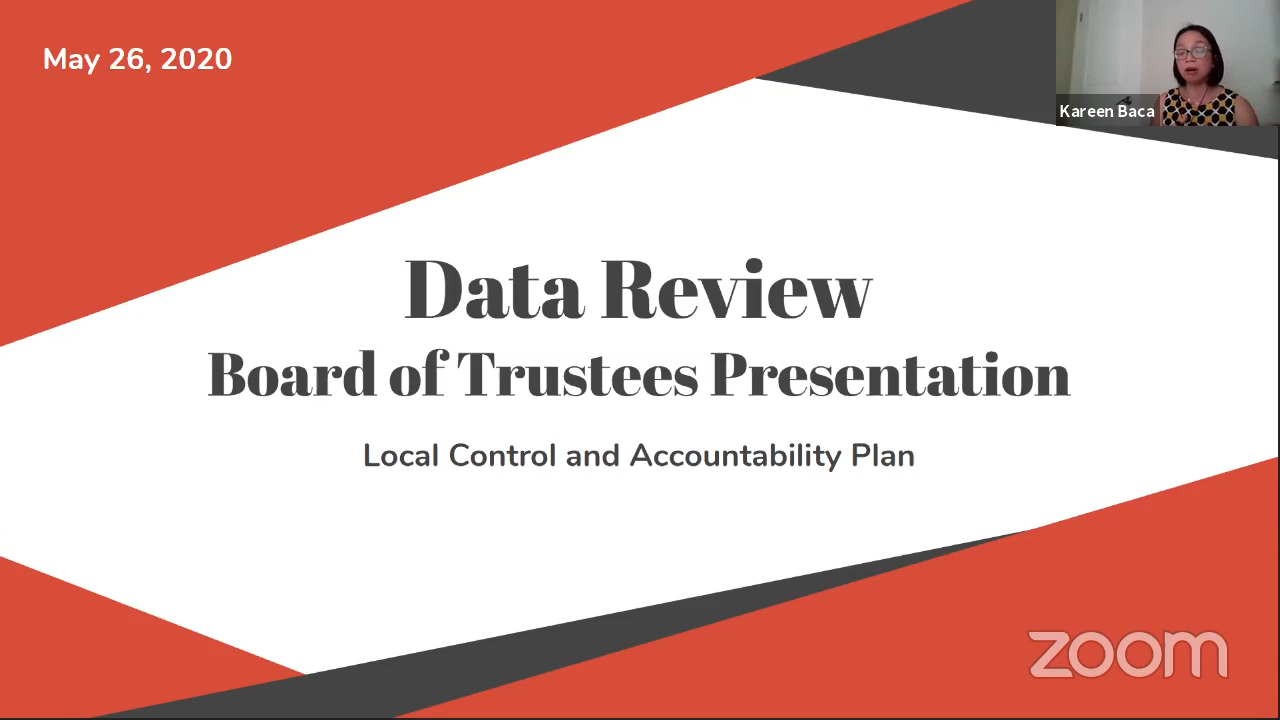 May 26, 2020
Kareen Baca
Data Review
Board of Trustees Presentation
Local Control and Accountability Plan
zoom